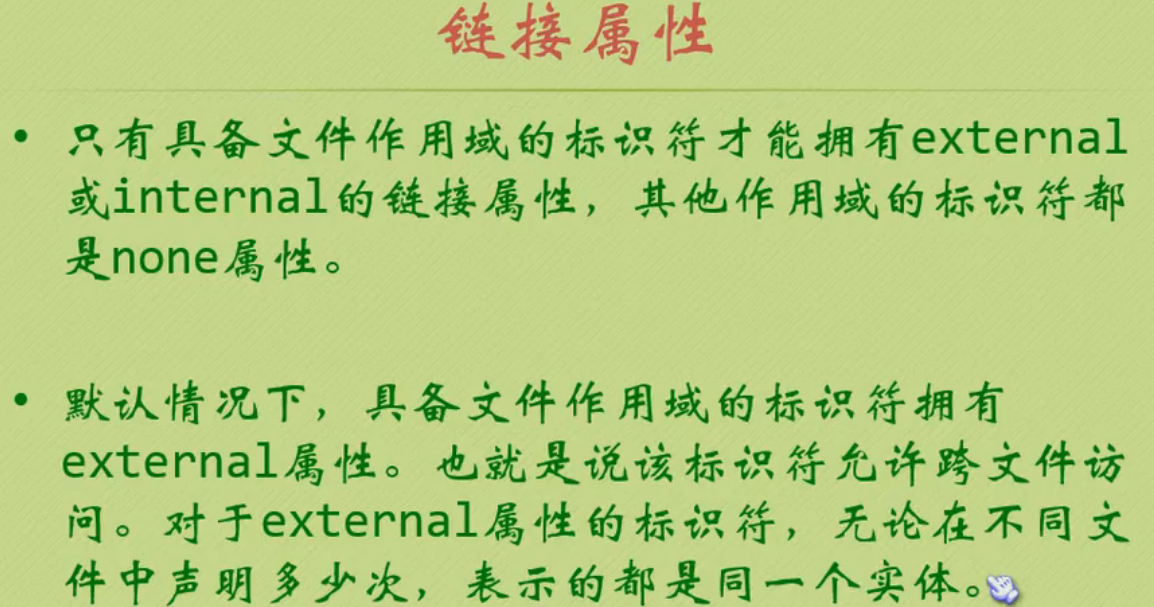 链接属性
• 只有具备文件作用域的标识符才能拥有external
或internal的链接属性，其他作用域的标识符都
是none属性。
• 默认情况下，具备文件作用域的标识符拥有
external属性。也就是说该标识符允许跨文件访
问。对于external属性的标识符，无论在不同文
件中声明多少次，表示的都是同一个实体。